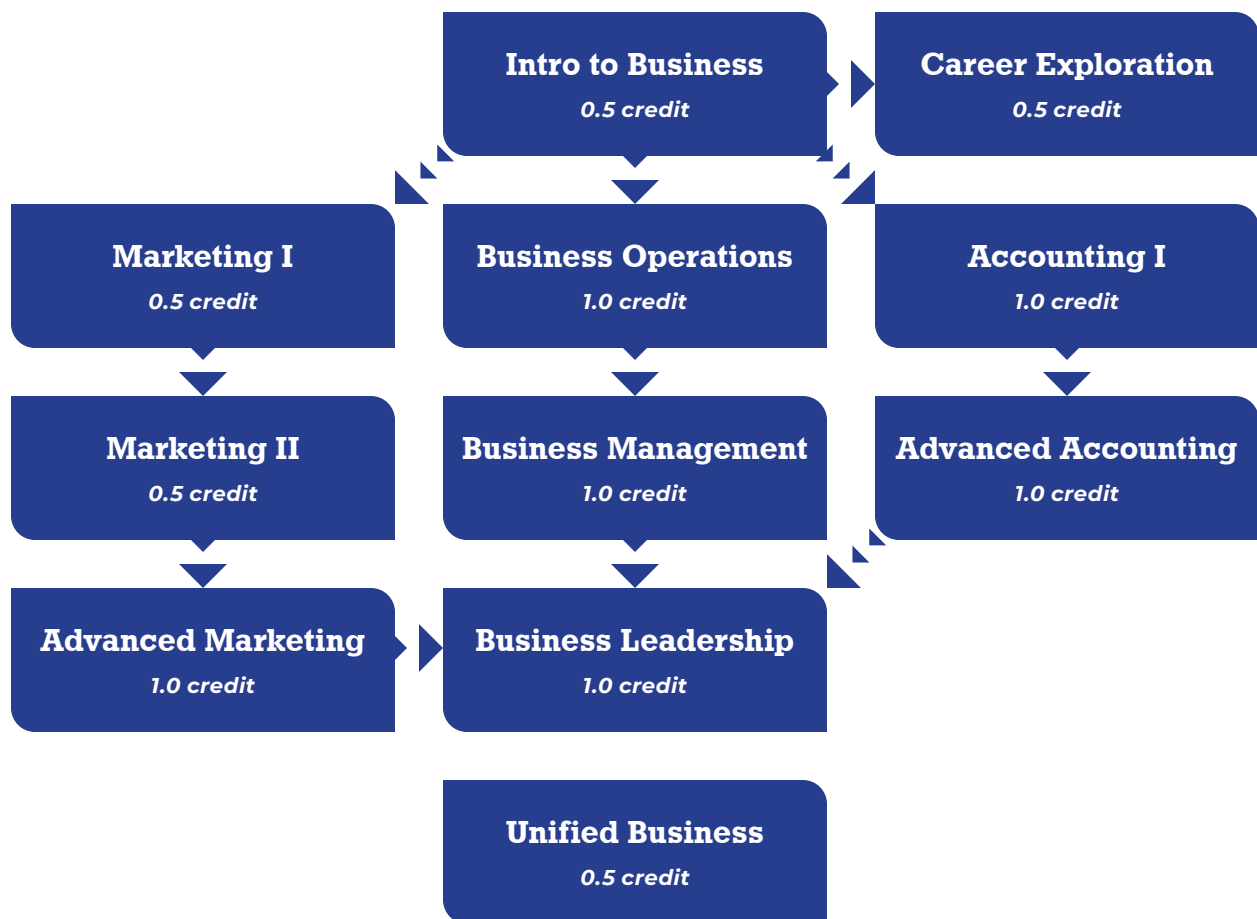 Intro to Business
0.5 credit
Career Exploration
0.5 credit
Marketing I
0.5 credit
Business Operations
1.0 credit
Accounting I
1.0 credit
Marketing II
0.5 credit
Business Management
1.0 credit
Advanced Accounting
1.0 credit
Advanced Marketing
1.0 credit
Business Leadership
1.0 credit
Unified Business
0.5 credit